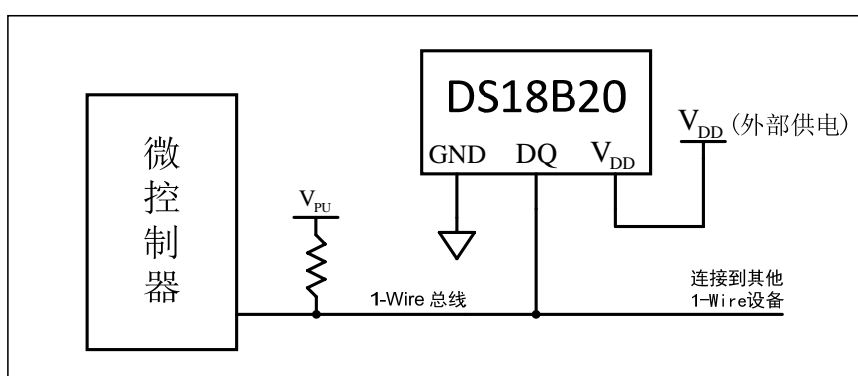 DS18B20
GND DQ VDD
VDD (外部供电)
微控制器
VPU
1-Wire 总线
连接到其他
1-Wire设备